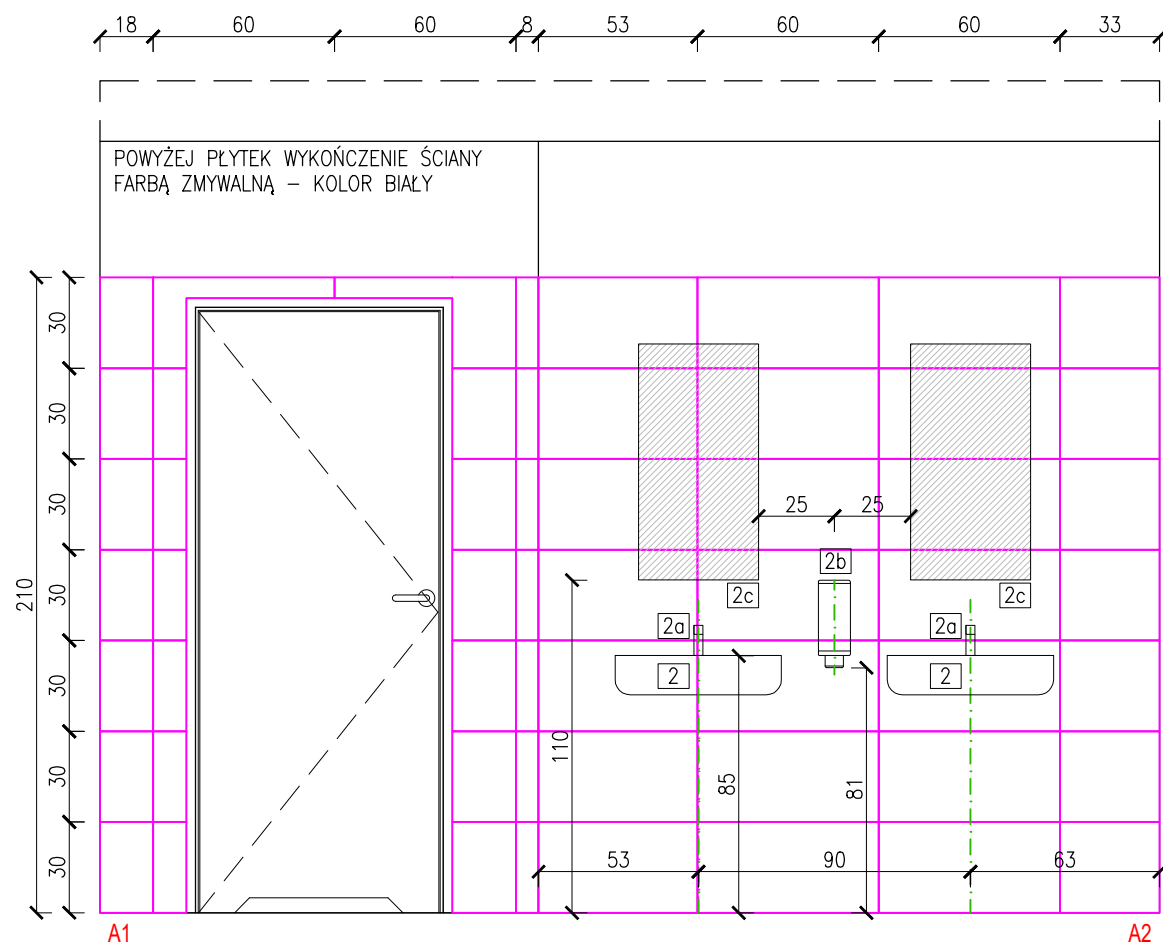 18 60 60 8 53 60 60 33
POWYŻEJ PŁYTEK WYKOŃCZENIE ŚCIANY
FARBĄ ZMYWALNĄ – KOLOR BIAŁY
30
30
30
30
30
30
30
210
25 25
2b
2c 2c
2a 2a
2 2
110
85
81
53 90 63
A1 A2